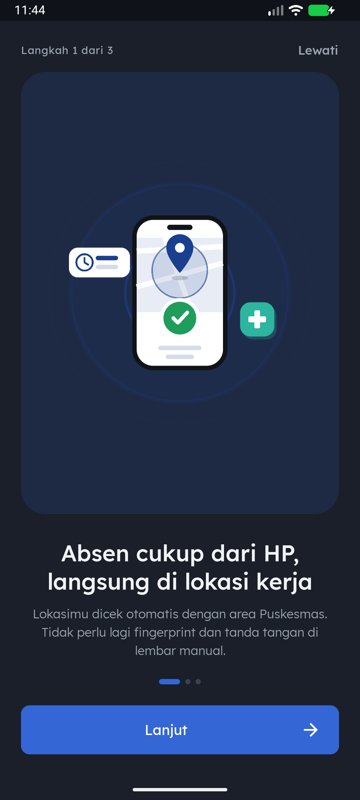 11:44
Langkah 1 dari 3
Lewati
Absen cukup dari HP,
langsung di lokasi kerja
Lokasimu dicek otomatis dengan area Puskesmas.
Tidak perlu lagi fingerprint dan tanda tangan di
lembar manual.
Lanjut